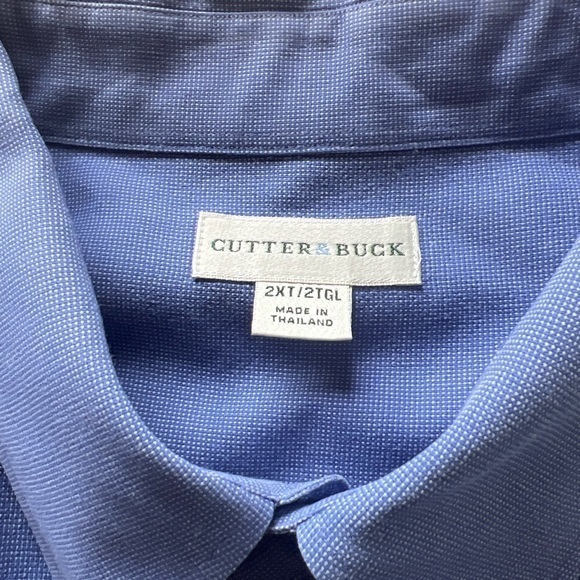 CUTTER&BUCK
2XT/2TGL
MADE IN
THAILAND